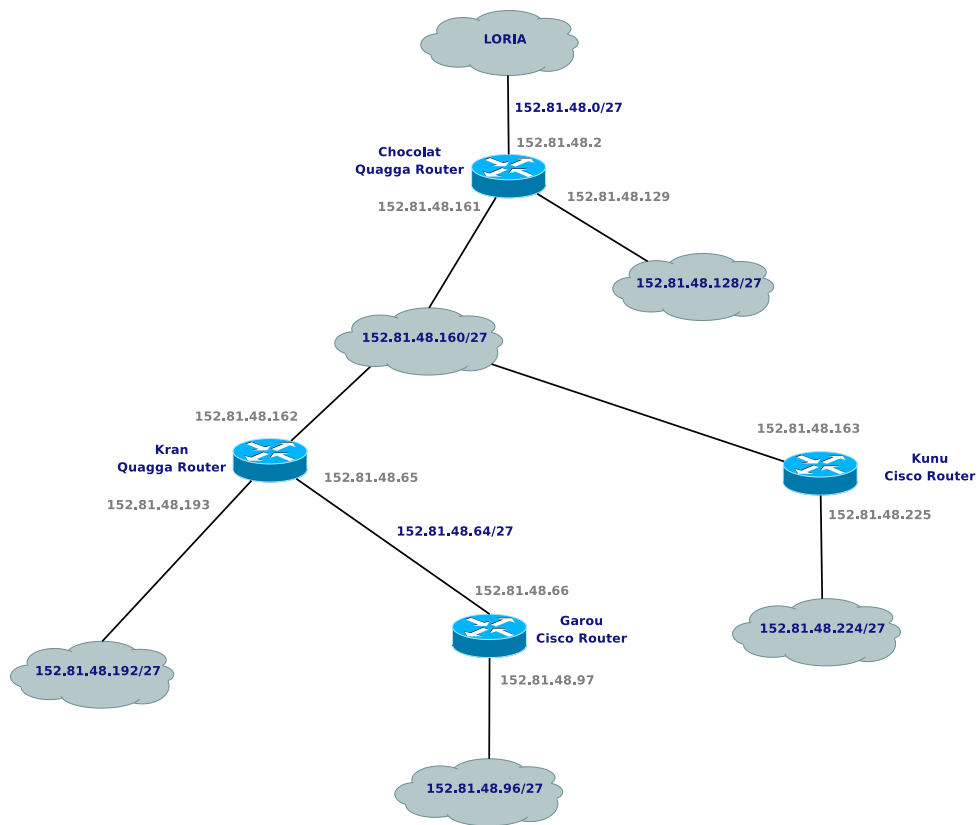 LORIA
152.81.48.0/27
152.81.48.2
Chocolat
Quagga Router
152.81.48.129
152.81.48.161
152.81.48.128/27
152.81.48.160/27
152.81.48.162
152.81.48.163
Kran
Quagga Router
Kunu
Cisco Router
152.81.48.65
152.81.48.193
152.81.48.225
152.81.48.64/27
152.81.48.66
Garou
Cisco Router
152.81.48.224/27
152.81.48.192/27
152.81.48.97
152.81.48.96/27